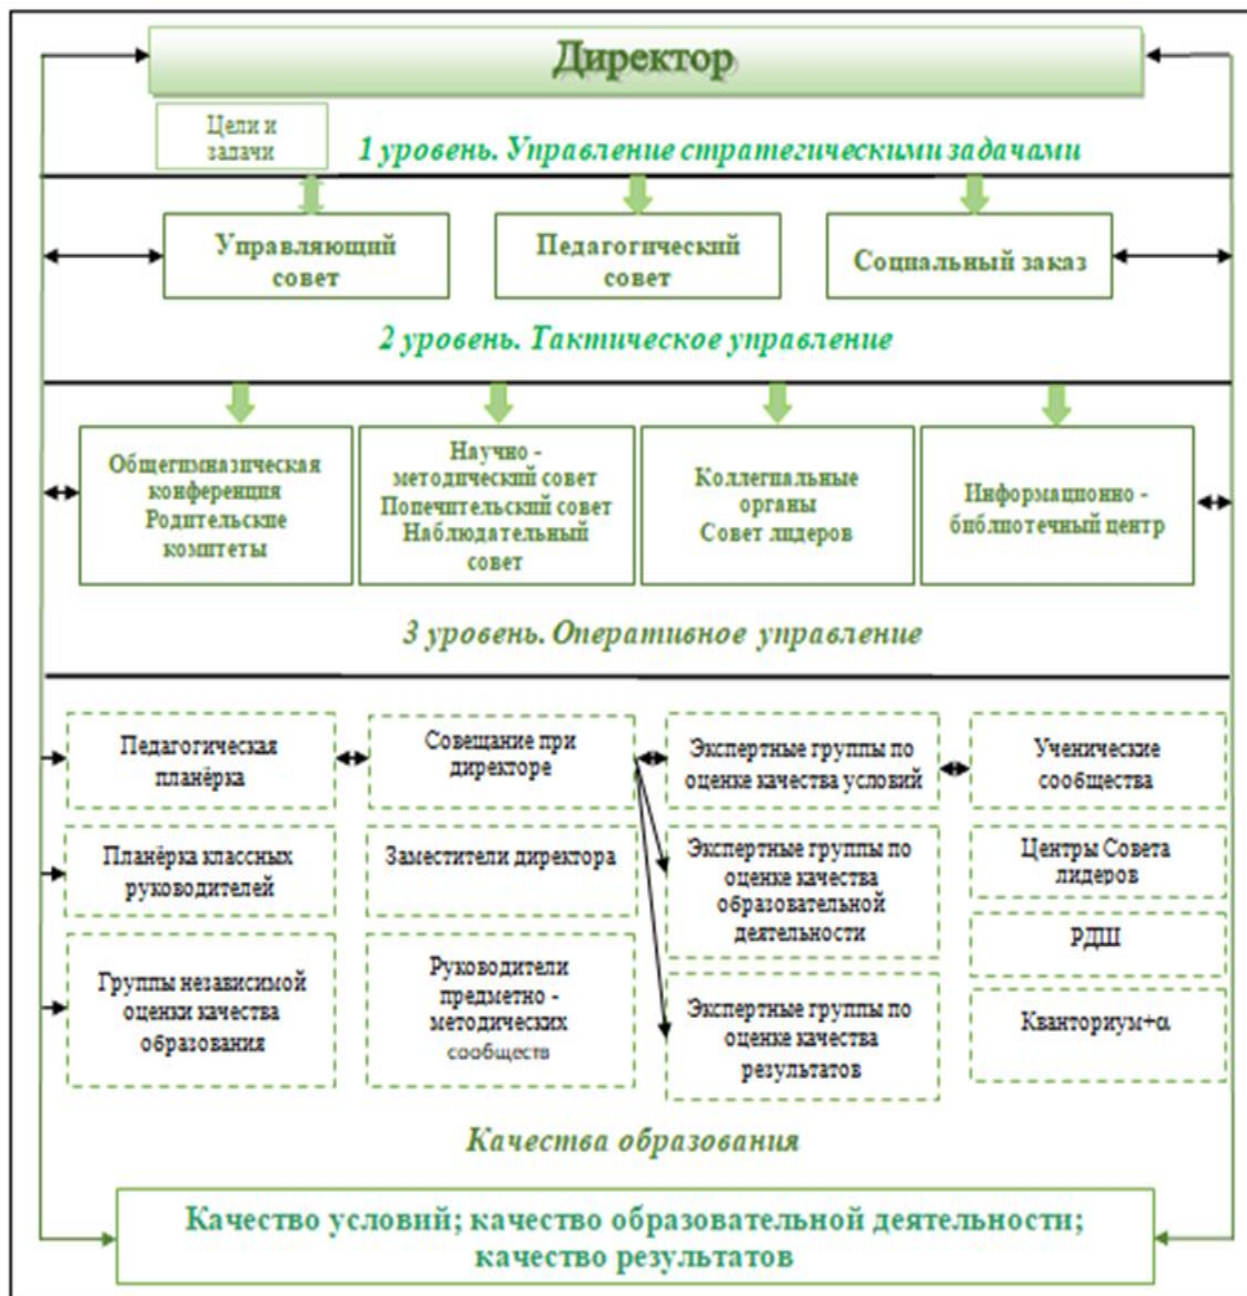 Директор
Цели и
задачи
1 уровень. Управление стратегическими задачами
Управляющий
совет
Педагогический
совет
Социальный заказ
2 уровень. Тактическое управление
Общегимназическая
конференция
Родительские
комитеты
Научно -
методический совет
Попечительский совет
Наблюдательный
совет
Коллегиальные
органы
Совет лидеров
Информационно -
библиотечный центр
3 уровень. Оперативное управление
Педагогическая
планёрка
Совещание при
директоре
Экспертные группы по
оценке качества условий
Ученические
сообщества
Планёрка классных
руководителей
Заместители директора
Экспертные группы по
оценке качества
образовательной
деятельности
Центры Совета
лидеров
РДШ
Группы независимой
оценки качества
образования
Руководители
предметно -
методических
сообществ
Экспертные группы по
оценке качества
результатов
Кванториум+α
Качества образования
Качество условий; качество образовательной деятельности;
качество результатов